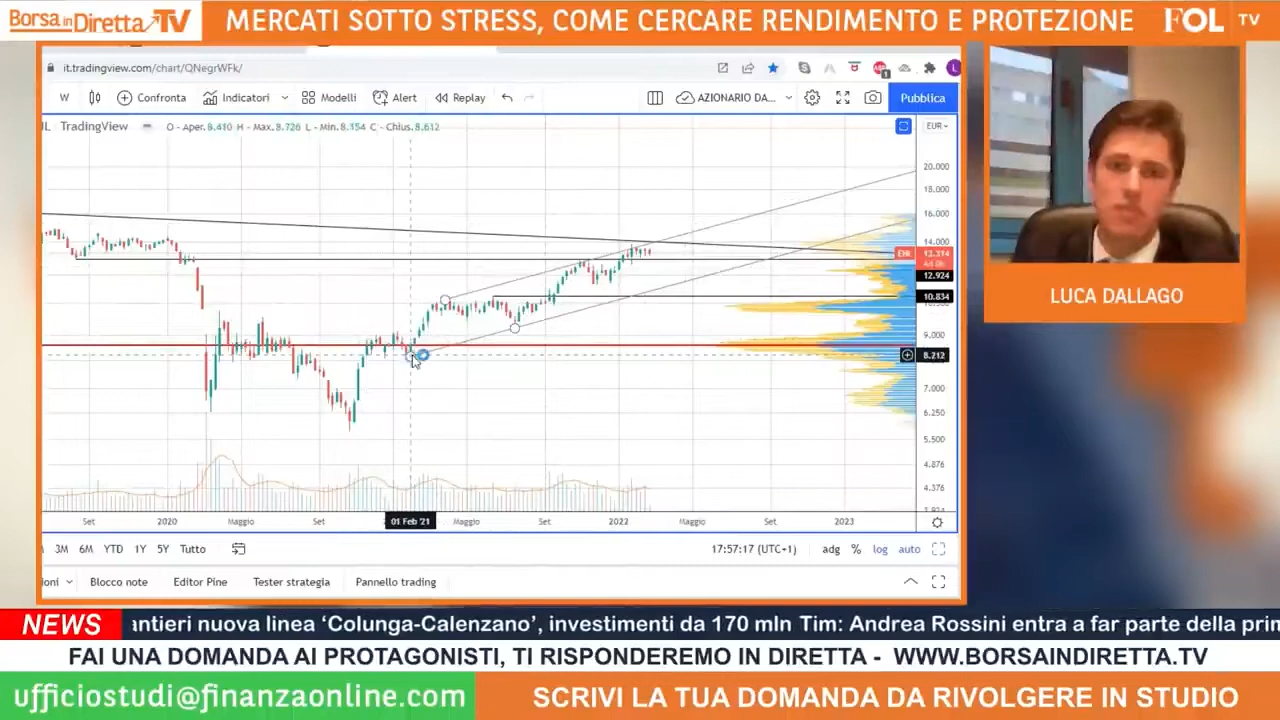 Borsa in Diretta TV
MERCATI SOTTO STRESS, COME CERCARE RENDIMENTO E PROTEZIONE
FOL TV
it.tradingview.com/chart/QNegrWFk/
W Confronta Indicatori Modelli Alert Replay AZIONARIO DA... Pubblica
TradingView O - Aper.8.410 H - Max.8.726 L - Min.8.154 C - Chius.8.612
EUR
20.000
18.000
16.000
14.000
ENI 13.314
12.924
10.834
9.000
8.212
7.000
6.250
5.500
4.876
4.376
Set 2020 Maggio Set 01 Feb '21 Maggio Set 2022 Maggio Set 2023
3M 6M YTD 1Y 5Y Tutto 17:57:17 (UTC+1) adg % log auto
oni Blocco note Editor Pine Tester strategia Pannello trading
LUCA DALLAGO
NEWS antieri nuova linea ‘Colunga-Calenzano’, investimenti da 170 mln Tim: Andrea Rossini entra a far parte della prim
FAI UNA DOMANDA AI PROTAGONISTI, TI RISPONDEREMO IN DIRETTA - WWW.BORSAINDIRETTA.TV
ufficiostudi@finanzaonline.com SCRIVI LA TUA DOMANDA DA RIVOLGERE IN STUDIO